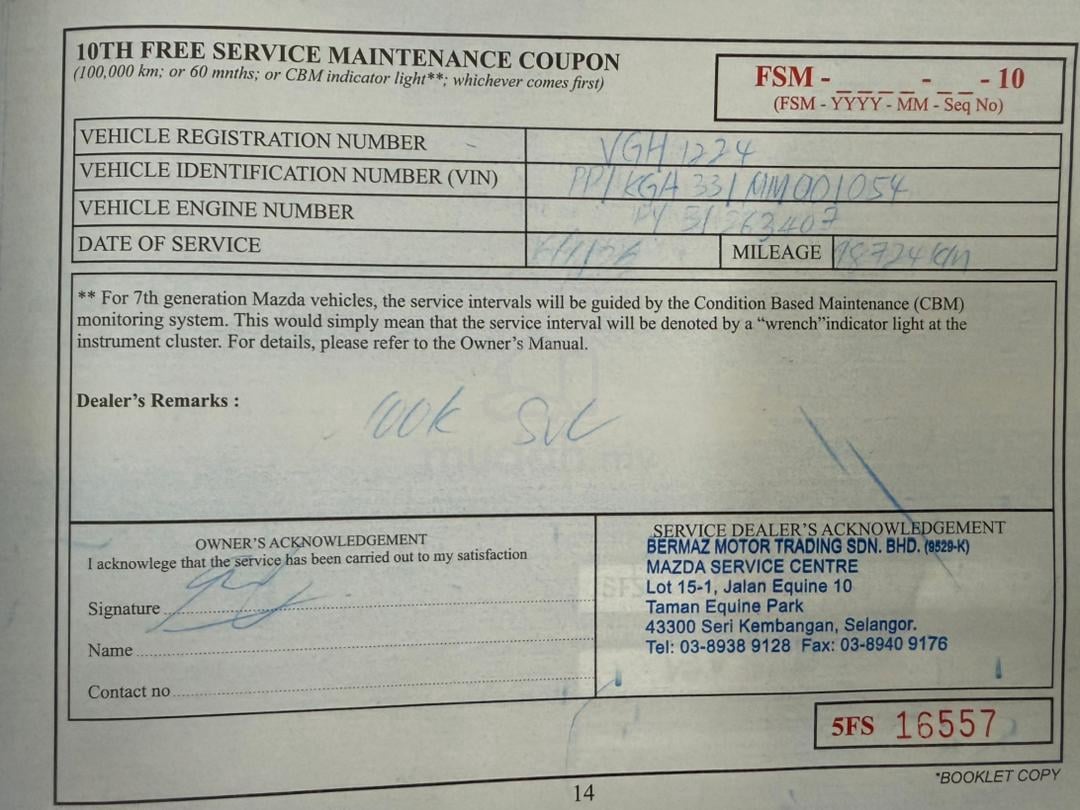 10TH FREE SERVICE MAINTENANCE COUPON
(100,000 km; or 60 mnths; or CBM indicator light**; whichever comes first)
FSM - _ _ _ _ - _ _ - 10
(FSM - YYYY - MM - Seq No)
VEHICLE REGISTRATION NUMBER VGH 1224
VEHICLE IDENTIFICATION NUMBER (VIN) PP1KGA331MM001054
VEHICLE ENGINE NUMBER PY 31263407
DATE OF SERVICE MILEAGE 98724 km
** For 7th generation Mazda vehicles, the service intervals will be guided by the Condition Based Maintenance (CBM)
monitoring system. This would simply mean that the service interval will be denoted by a “wrench”indicator light at the
instrument cluster. For details, please refer to the Owner's Manual.
Dealer's Remarks : 100k SVC
OWNER'S ACKNOWLEDGEMENT
I acknowlege that the service has been carried out to my satisfaction
Signature
Name
Contact no
SERVICE DEALER'S ACKNOWLEDGEMENT
BERMAZ MOTOR TRADING SDN. BHD. (9529-K)
MAZDA SERVICE CENTRE
Lot 15-1, Jalan Equine 10
Taman Equine Park
43300 Seri Kembangan, Selangor.
Tel: 03-8938 9128 Fax: 03-8940 9176
5FS 16557
*BOOKLET COPY
14